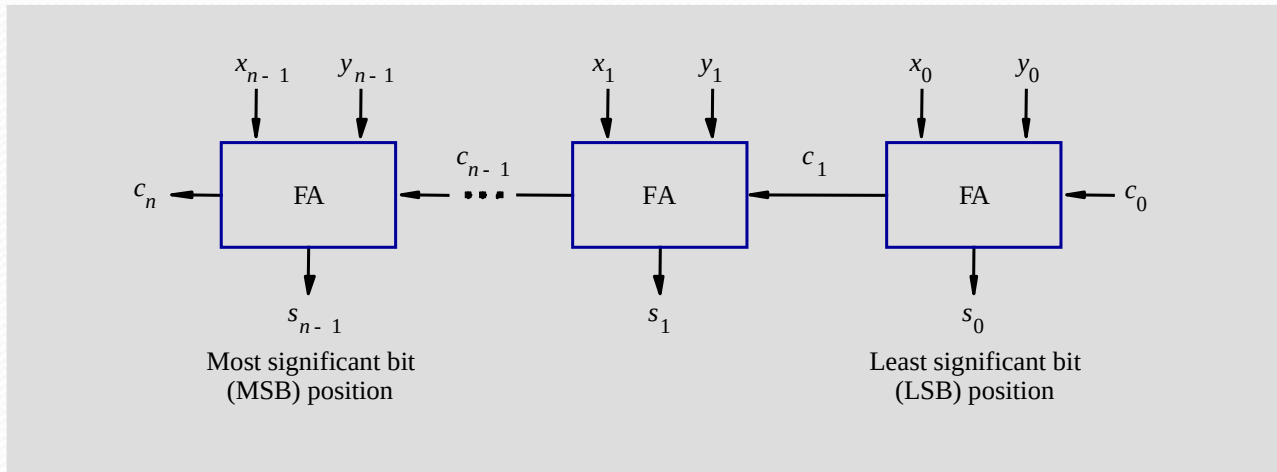 x_{n-1} y_{n-1} x_1 y_1 x_0 y_0
c_{n-1} c_1
c_n FA FA FA c_0
s_{n-1} s_1 s_0
Most significant bit
(MSB) position
Least significant bit
(LSB) position